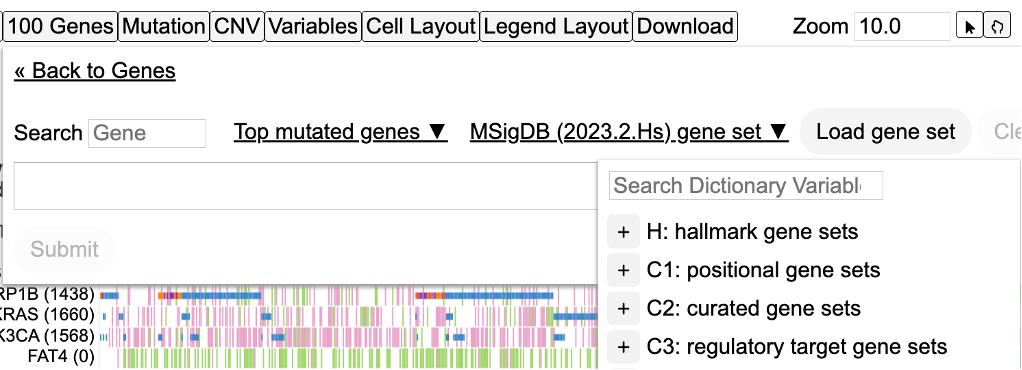 100 Genes Mutation CNV Variables Cell Layout Legend Layout Download Zoom 10.0
« Back to Genes
Search Gene Top mutated genes ▼ MSigDB (2023.2.Hs) gene set ▼ Load gene set Cle
Search Dictionary Variabl
Submit
+ H: hallmark gene sets
+ C1: positional gene sets
+ C2: curated gene sets
+ C3: regulatory target gene sets
RP1B (1438)
KRAS (1660)
K3CA (1568)
FAT4 (0)